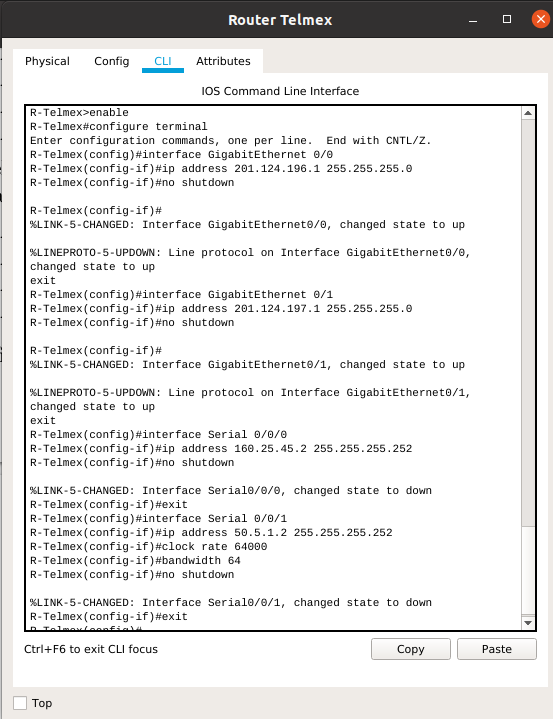 Router Telmex
Physical Config CLI Attributes
IOS Command Line Interface
R-Telmex>enable
R-Telmex#configure terminal
Enter configuration commands, one per line.  End with CNTL/Z.
R-Telmex(config)#interface GigabitEthernet 0/0
R-Telmex(config-if)#ip address 201.124.196.1 255.255.255.0
R-Telmex(config-if)#no shutdown
R-Telmex(config-if)#
%LINK-5-CHANGED: Interface GigabitEthernet0/0, changed state to up
%LINEPROTO-5-UPDOWN: Line protocol on Interface GigabitEthernet0/0,
changed state to up
exit
R-Telmex(config)#interface GigabitEthernet 0/1
R-Telmex(config-if)#ip address 201.124.197.1 255.255.255.0
R-Telmex(config-if)#no shutdown
R-Telmex(config-if)#
%LINK-5-CHANGED: Interface GigabitEthernet0/1, changed state to up
%LINEPROTO-5-UPDOWN: Line protocol on Interface GigabitEthernet0/1,
changed state to up
exit
R-Telmex(config)#interface Serial 0/0/0
R-Telmex(config-if)#ip address 160.25.45.2 255.255.255.252
R-Telmex(config-if)#no shutdown
%LINK-5-CHANGED: Interface Serial0/0/0, changed state to down
R-Telmex(config-if)#exit
R-Telmex(config)#interface Serial 0/0/1
R-Telmex(config-if)#ip address 50.5.1.2 255.255.255.252
R-Telmex(config-if)#clock rate 64000
R-Telmex(config-if)#bandwidth 64
R-Telmex(config-if)#no shutdown
%LINK-5-CHANGED: Interface Serial0/0/1, changed state to down
R-Telmex(config-if)#exit
R-Telmex(config)#
Ctrl+F6 to exit CLI focus
Copy Paste
Top